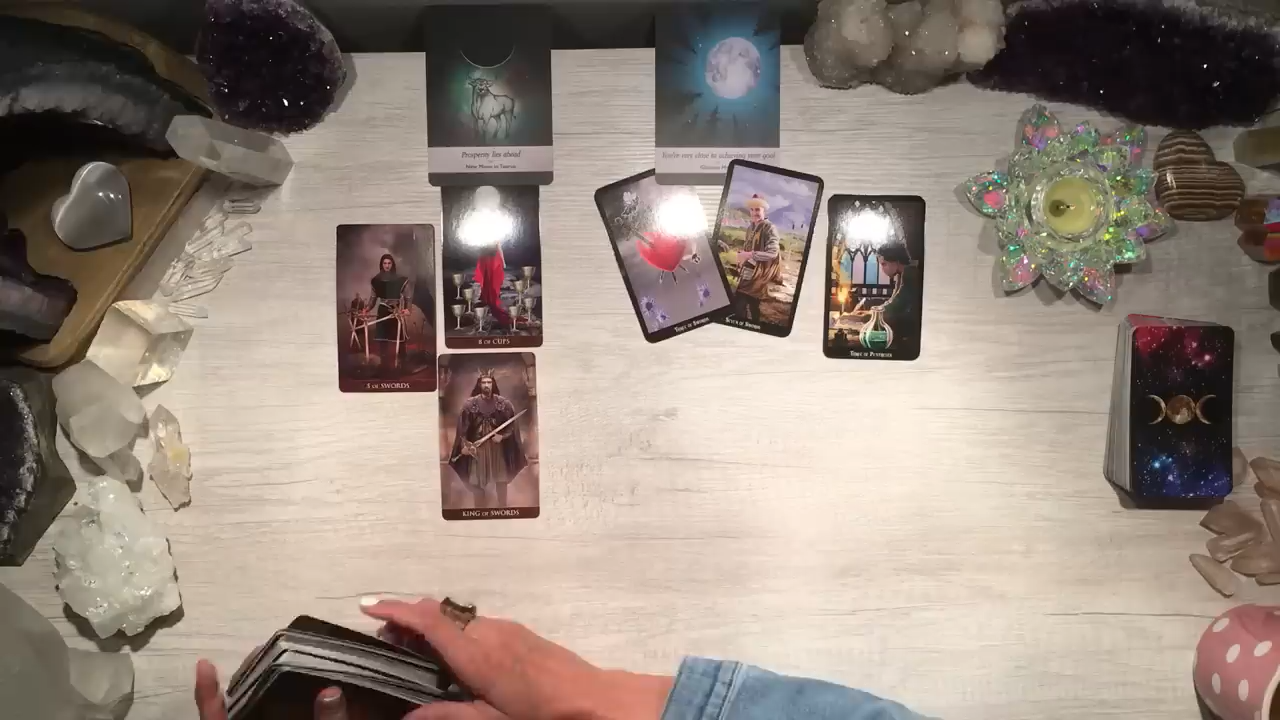 Prosperity lies ahead
New Moon in Taurus
You're very close to achieving your goal
5 OF SWORDS
8 OF CUPS
KING OF SWORDS
Three of Swords
Seven of Swords
Three of Pentacles